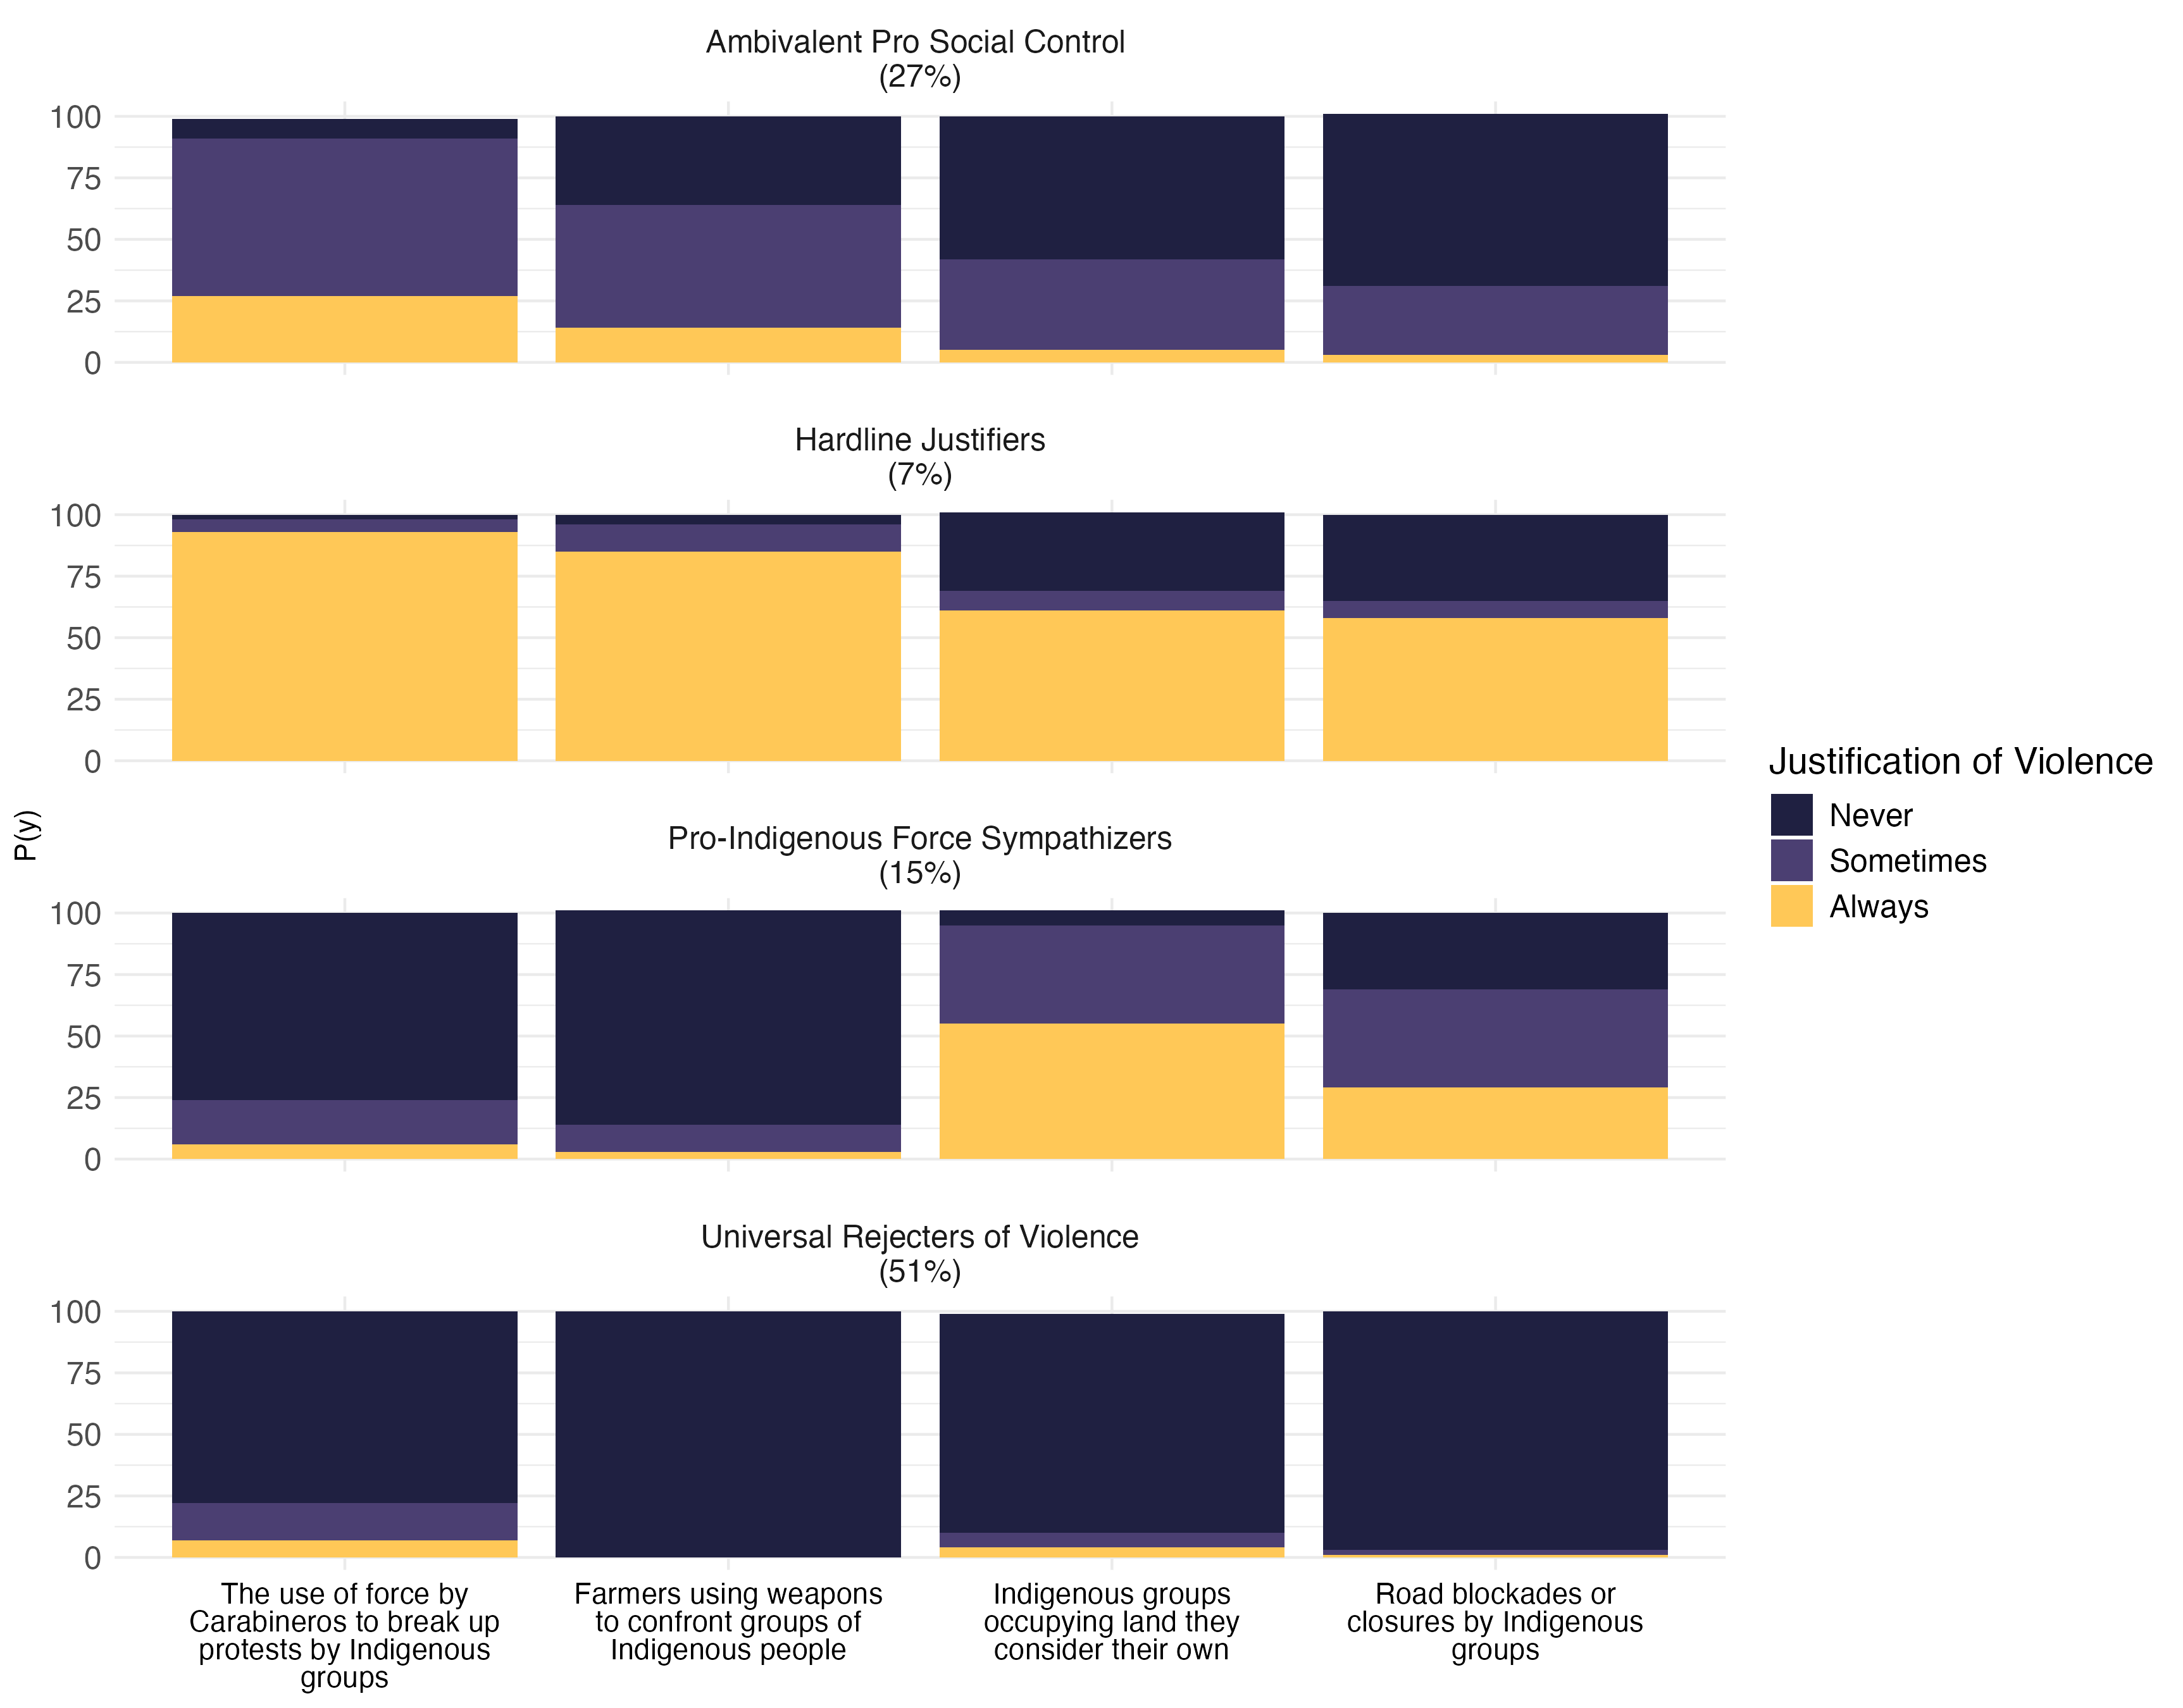 Ambivalent Pro Social Control
(27%)
100
75
50
25
0
Hardline Justifiers
(7%)
100
75
50
25
0
P(y)
Pro-Indigenous Force Sympathizers
(15%)
100
75
50
25
0
Universal Rejecters of Violence
(51%)
100
75
50
25
0
The use of force by
Carabineros to break up
protests by Indigenous
groups
Farmers using weapons
to confront groups of
Indigenous people
Indigenous groups
occupying land they
consider their own
Road blockades or
closures by Indigenous
groups
Justification of Violence
Never
Sometimes
Always